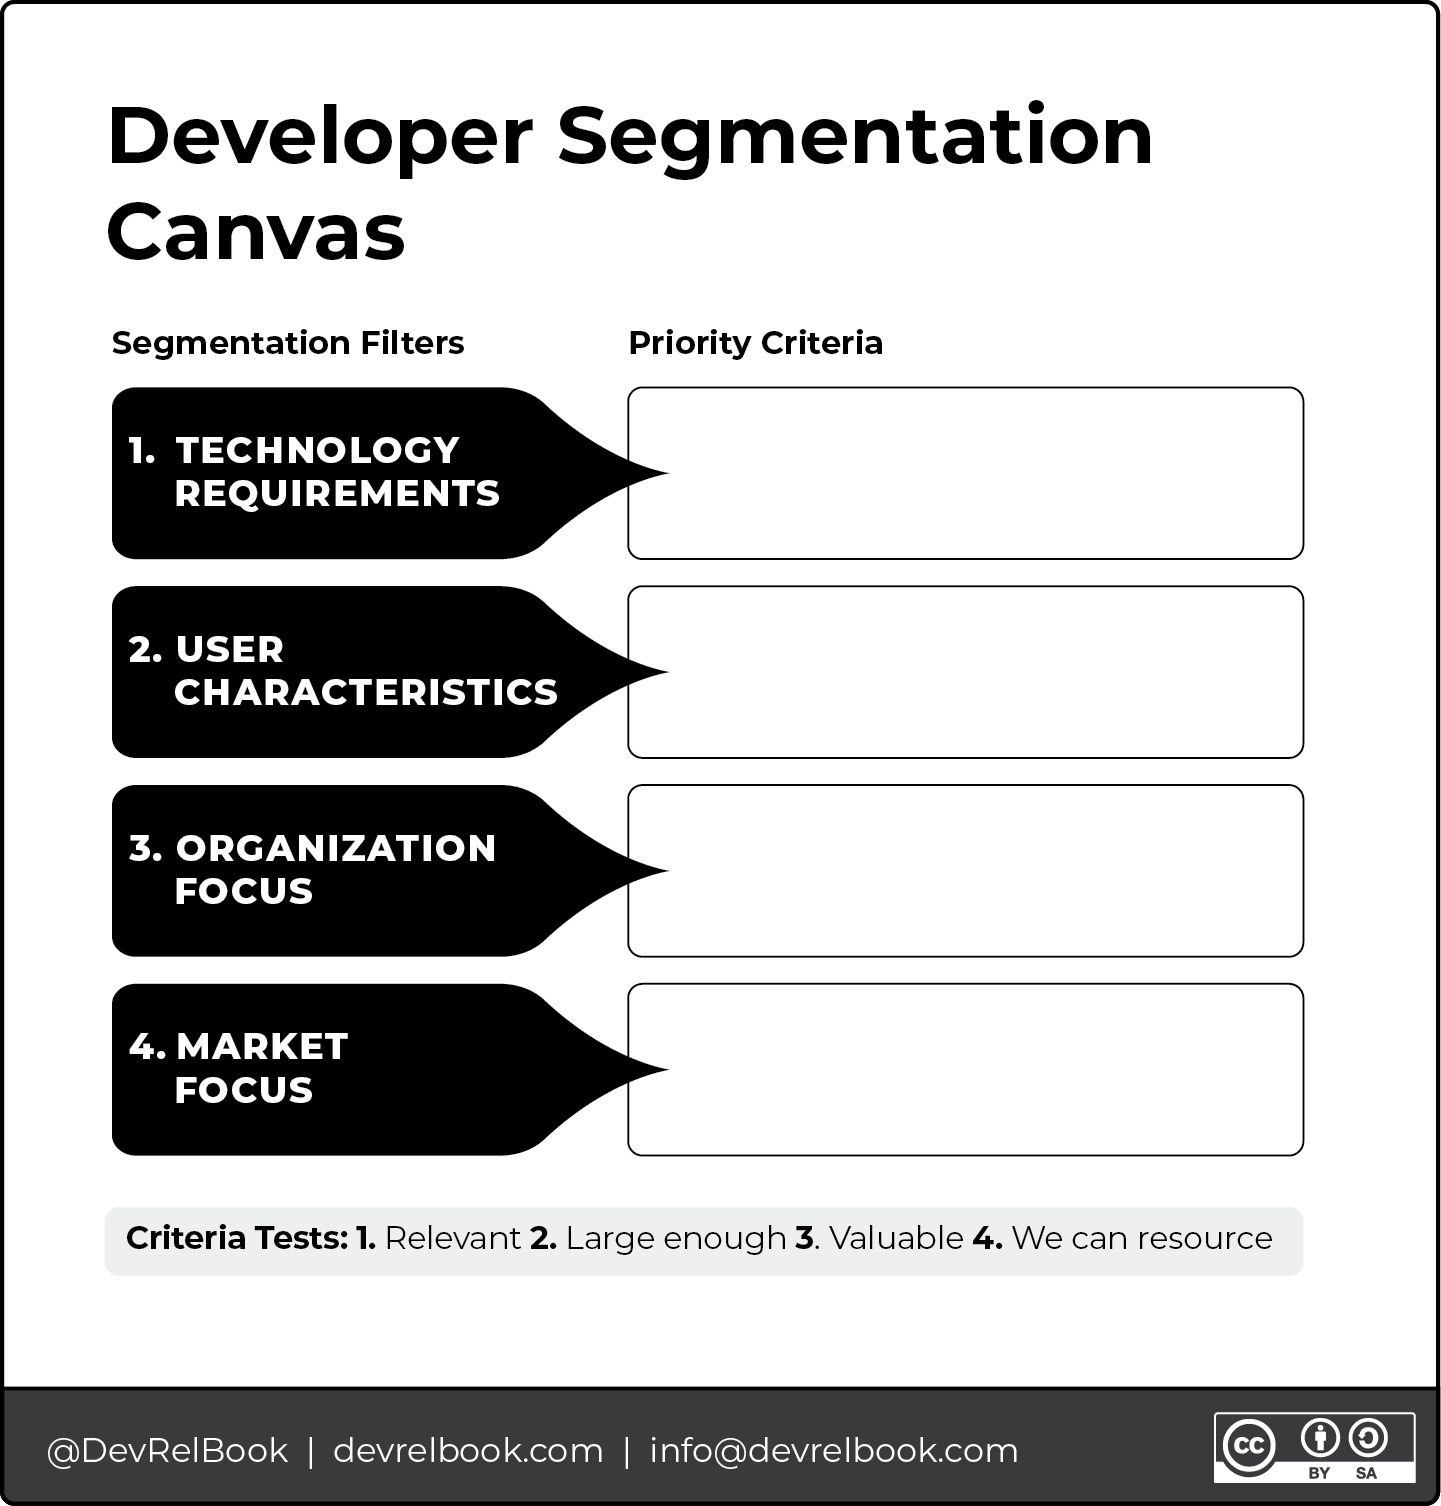 Developer Segmentation
Canvas
Segmentation Filters
Priority Criteria
1. TECHNOLOGY
REQUIREMENTS
2. USER
CHARACTERISTICS
3. ORGANIZATION
FOCUS
4. MARKET
FOCUS
Criteria Tests: 1. Relevant 2. Large enough 3. Valuable 4. We can resource
@DevRelBook | devrelbook.com | info@devrelbook.com
cc
BY SA